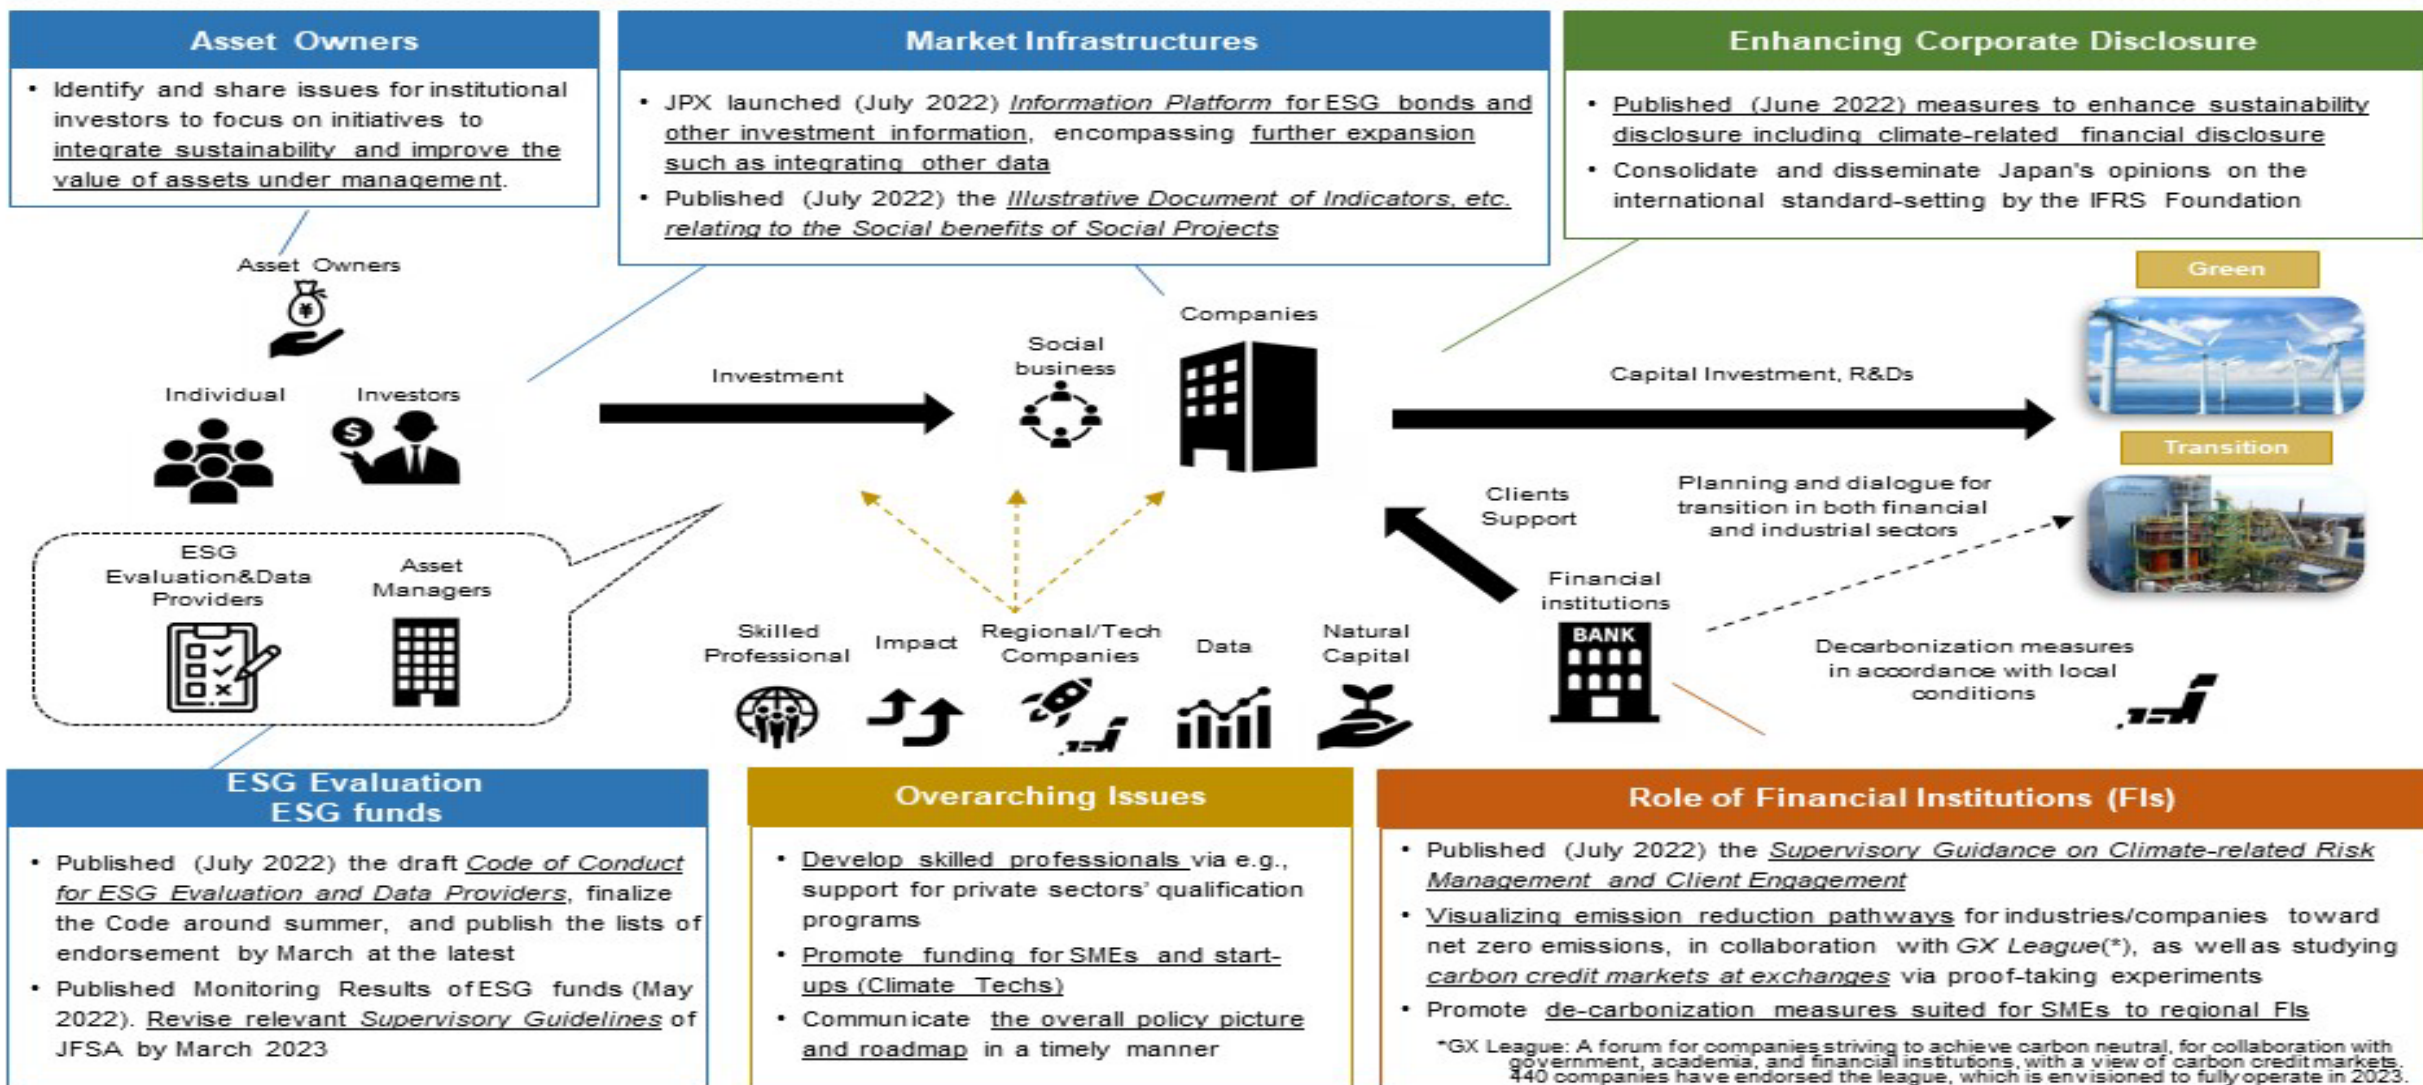 Asset Owners
• Identify and share issues for institutional
investors to focus on initiatives to
integrate sustainability and improve the
value of assets under management.
Market Infrastructures
• JPX launched (July 2022) Information Platform for ESG bonds and
other investment information, encompassing further expansion
such as integrating other data
• Published (July 2022) the Illustrative Document of Indicators, etc.
relating to the Social benefits of Social Projects
Enhancing Corporate Disclosure
• Published (June 2022) measures to enhance sustainability
disclosure including climate-related financial disclosure
• Consolidate and disseminate Japan's opinions on the
international standard-setting by the IFRS Foundation
Asset Owners
¥
Individual
Investors
$
Investment
Social
business
Companies
Capital Investment, R&Ds
Green
Transition
Clients
Support
Planning and dialogue for
transition in both financial
and industrial sectors
ESG
Evaluation&Data
Providers
Asset
Managers
Skilled
Professional
Impact
Regional/Tech
Companies
Data
Natural
Capital
Financial
institutions
BANK
Decarbonization measures
in accordance with local
conditions
ESG Evaluation
ESG funds
• Published (July 2022) the draft Code of Conduct
for ESG Evaluation and Data Providers, finalize
the Code around summer, and publish the lists of
endorsement by March at the latest
• Published Monitoring Results of ESG funds (May
2022). Revise relevant Supervisory Guidelines of
JFSA by March 2023
Overarching Issues
• Develop skilled professionals via e.g.,
support for private sectors' qualification
programs
• Promote funding for SMEs and start-
ups (Climate Techs)
• Communicate the overall policy picture
and roadmap in a timely manner
Role of Financial Institutions (FIs)
• Published (July 2022) the Supervisory Guidance on Climate-related Risk
Management and Client Engagement
• Visualizing emission reduction pathways for industries/companies toward
net zero emissions, in collaboration with GX League(*), as well as studying
carbon credit markets at exchanges via proof-taking experiments
• Promote de-carbonization measures suited for SMEs to regional FIs
*GX League: A forum for companies striving to achieve carbon neutral, for collaboration with
government, academia, and financial institutions, with a view of carbon credit markets.
440 companies have endorsed the league, which is envisioned to fully operate in 2023.